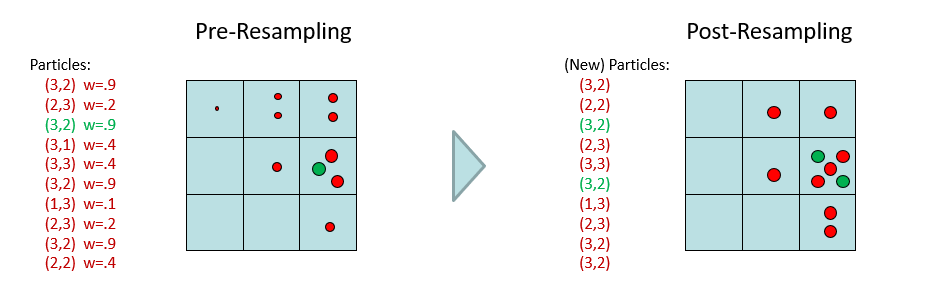 Pre-Resampling
Particles:
(3,2) w=.9
(2,3) w=.2
(3,2) w=.9
(3,1) w=.4
(3,3) w=.4
(3,2) w=.9
(1,3) w=.1
(2,3) w=.2
(3,2) w=.9
(2,2) w=.4
Post-Resampling
(New) Particles:
(3,2)
(2,2)
(3,2)
(2,3)
(3,3)
(3,2)
(1,3)
(2,3)
(3,2)
(3,2)